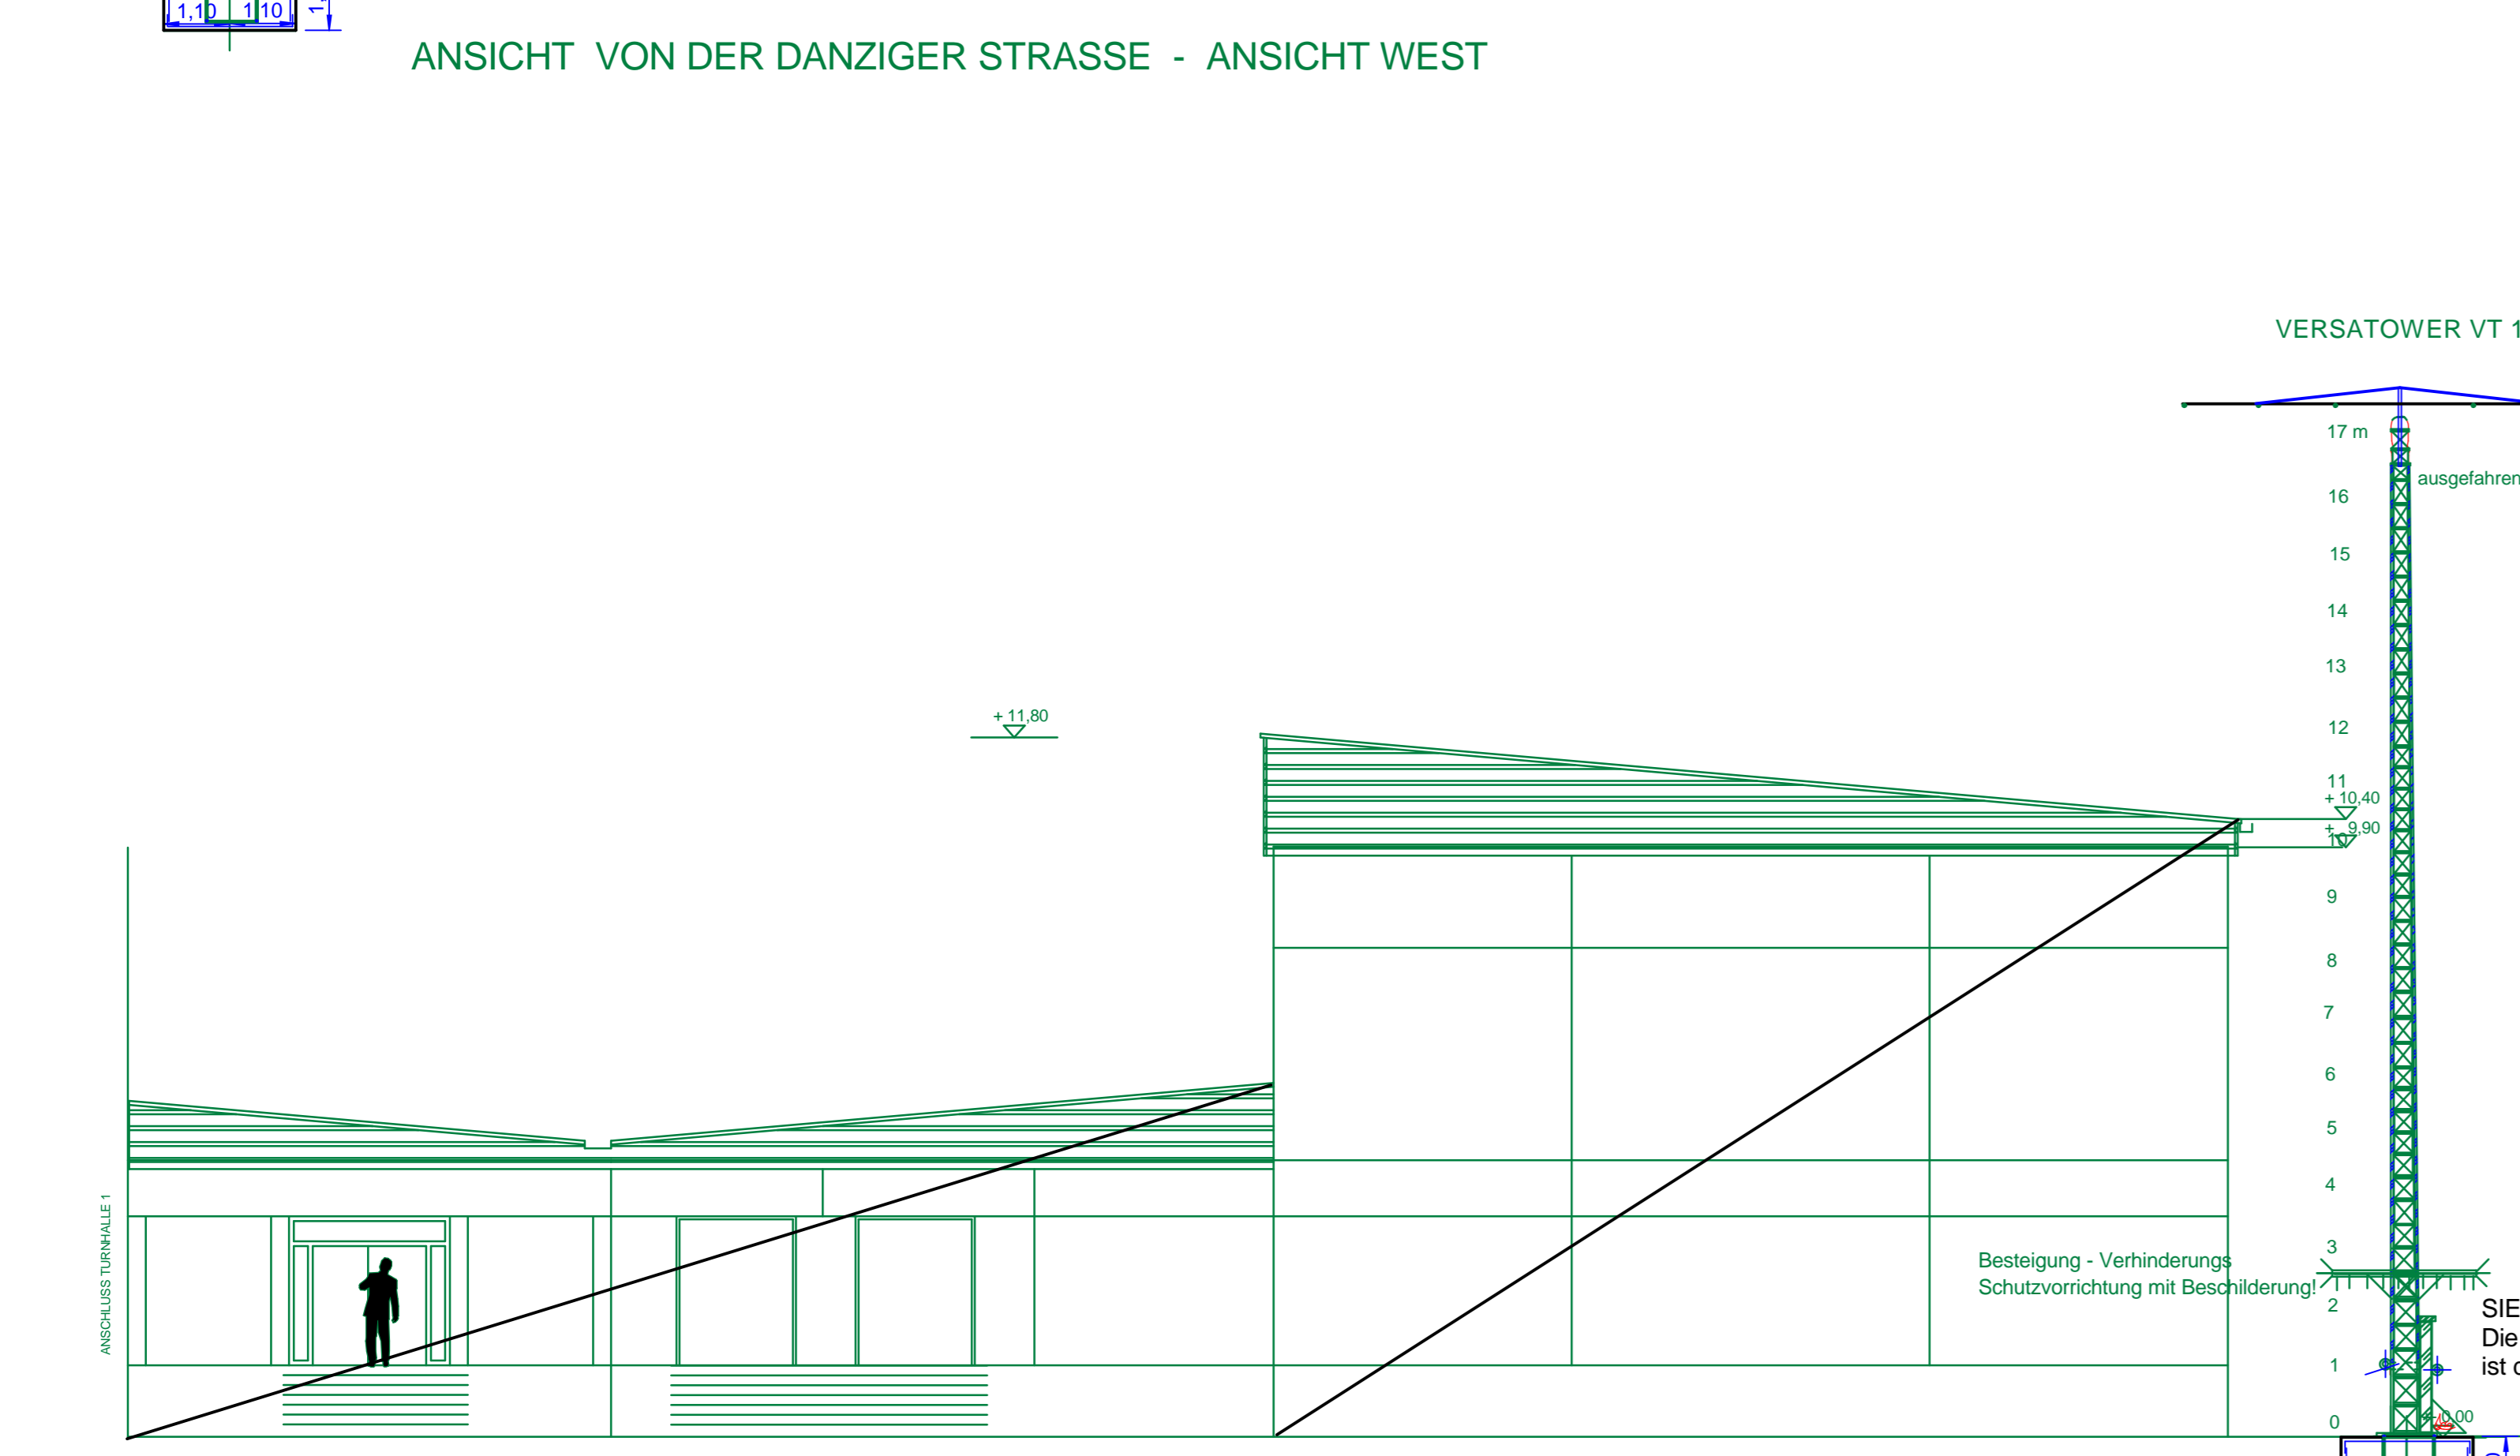 1,10 1,10
ANSICHT VON DER DANZIGER STRASSE - ANSICHT WEST
VERSATOWER VT 1
17 m
ausgefahren
16
15
14
13
+ 11,80
12
11
+ 10,40
+ 9,90
10
9
8
7
6
5
4
ANSCHLUSS TURNHALLE 1
3
Besteigung - Verhinderungs
Schutzvorrichtung mit Beschilderung!
2
SIE
Die
ist
1
0
0,00